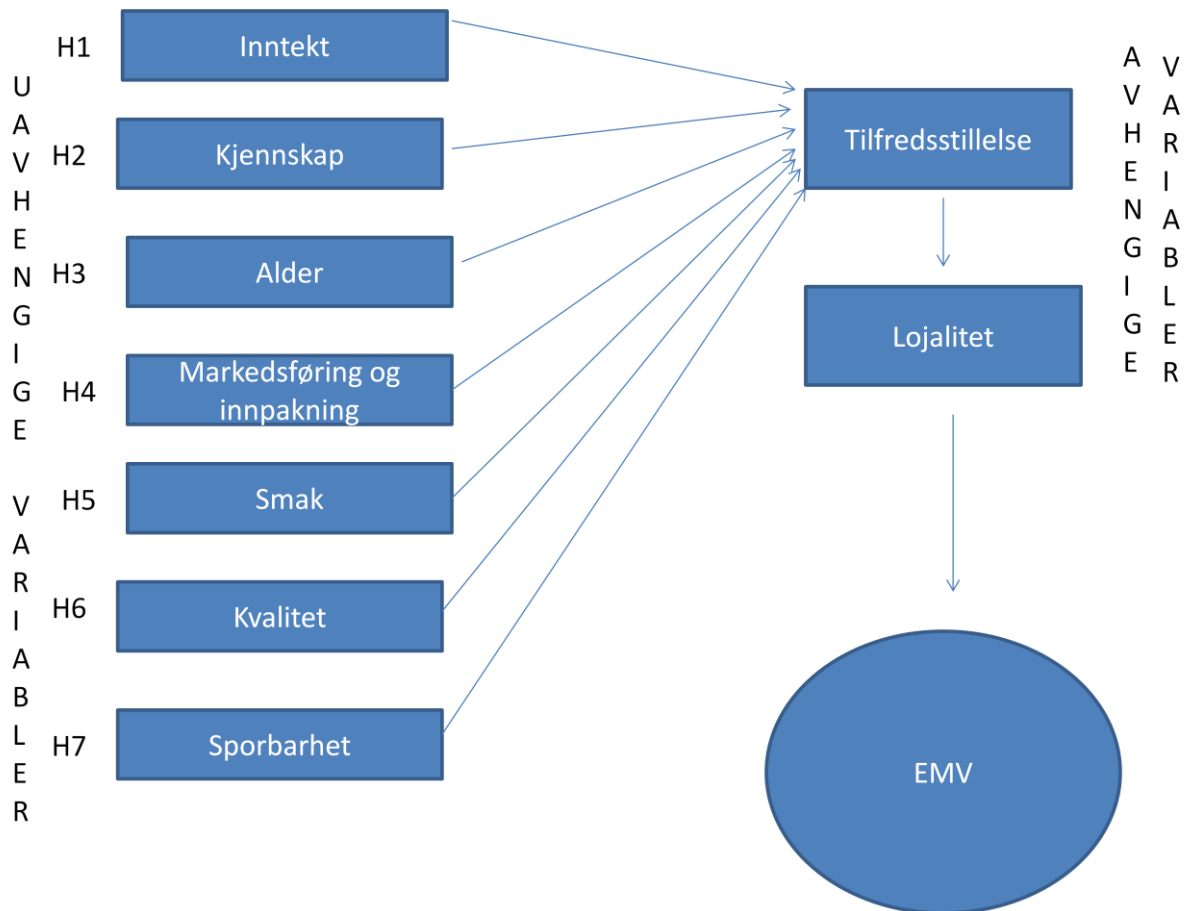 UAVHENGIGE VARIABLER
H1
Inntekt
H2
Kjennskap
H3
Alder
H4
Markedsføring og
innpakning
H5
Smak
H6
Kvalitet
H7
Sporbarhet
Tilfredsstillelse
Lojalitet
EMV
AVHENGIGE
VARIABLER